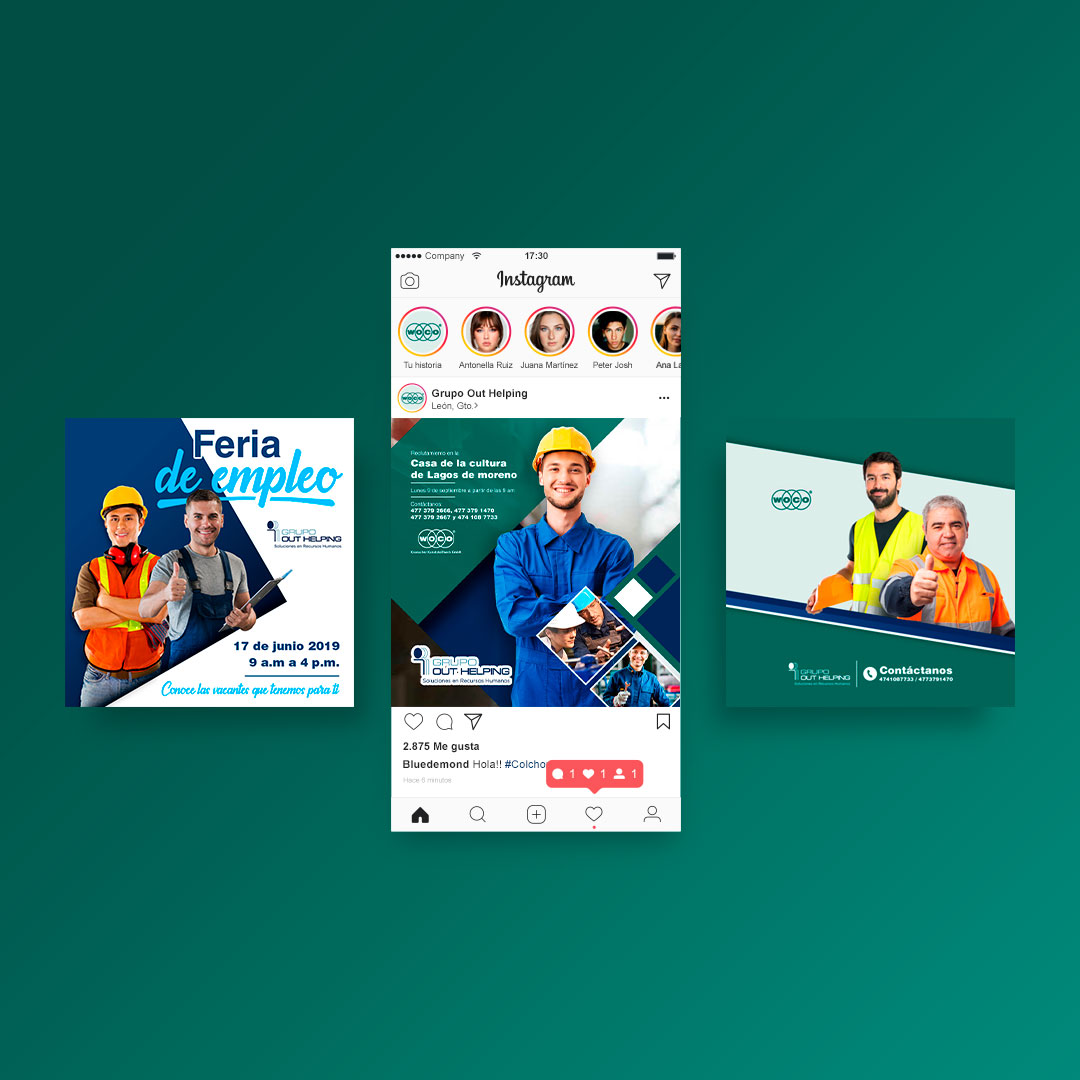 Feria
de empleo
GRUPO
OUT HELPING
Soluciones en Recursos Humanos
17 de junio 2019
9 a.m a 4 p.m.
Conoce las vacantes que tenemos para ti
Company
17:30
Instagram
WOCO
Tu historia
Antonella Ruiz
Juana Martínez
Peter Josh
Ana La
WOCO
Grupo Out Helping
León, Gto.
Reclutamiento en la
Casa de la cultura
de Lagos de moreno
Lunes 9 de septiembre a partir de las 9 am
Contáctanos
477 379 2666, 477 379 1470
477 379 2667 y 474 108 7733
WOCO
GRUPO
OUT HELPING
Soluciones en Recursos Humanos
2.875 Me gusta
Bluedemond Hola!! #Colcho
1 1 1
Hace 6 minutos
WOCO
GRUPO
OUT HELPING
Soluciones en Recursos Humanos
Contáctanos
4741087733 / 4773791470